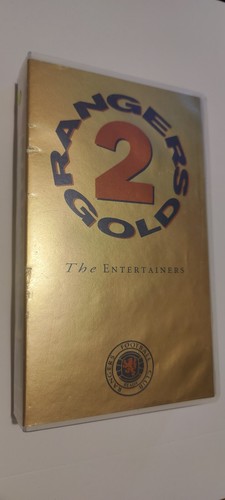 RANGERS
2
GOLD
The ENTERTAINERS
RANGERS FOOTBALL CLUB